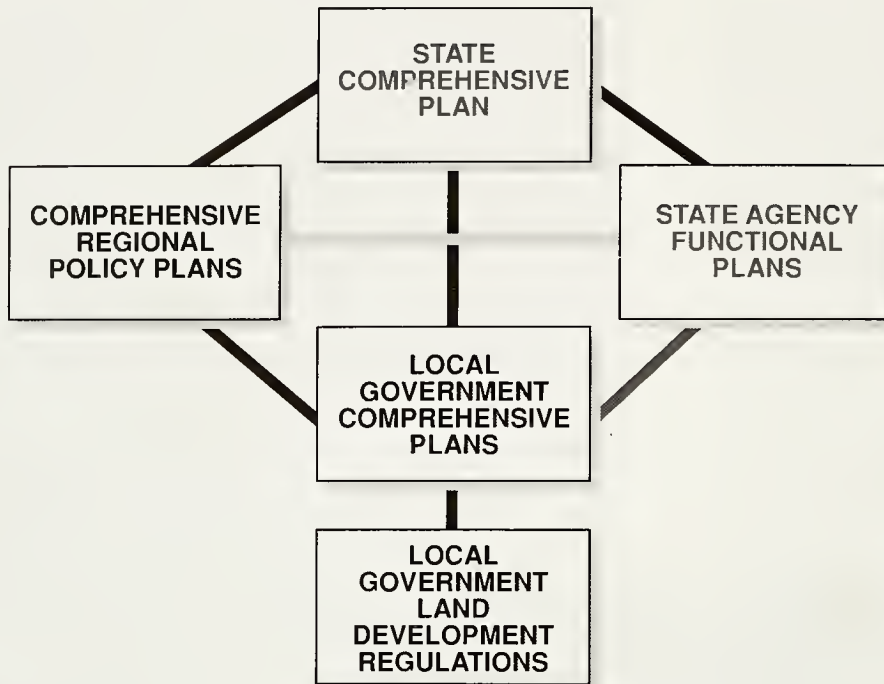 STATE
COMPREHENSIVE
PLAN
COMPREHENSIVE
REGIONAL
POLICY PLANS
STATE AGENCY
FUNCTIONAL
PLANS
LOCAL
GOVERNMENT
COMPREHENSIVE
PLANS
LOCAL
GOVERNMENT
LAND
DEVELOPMENT
REGULATIONS